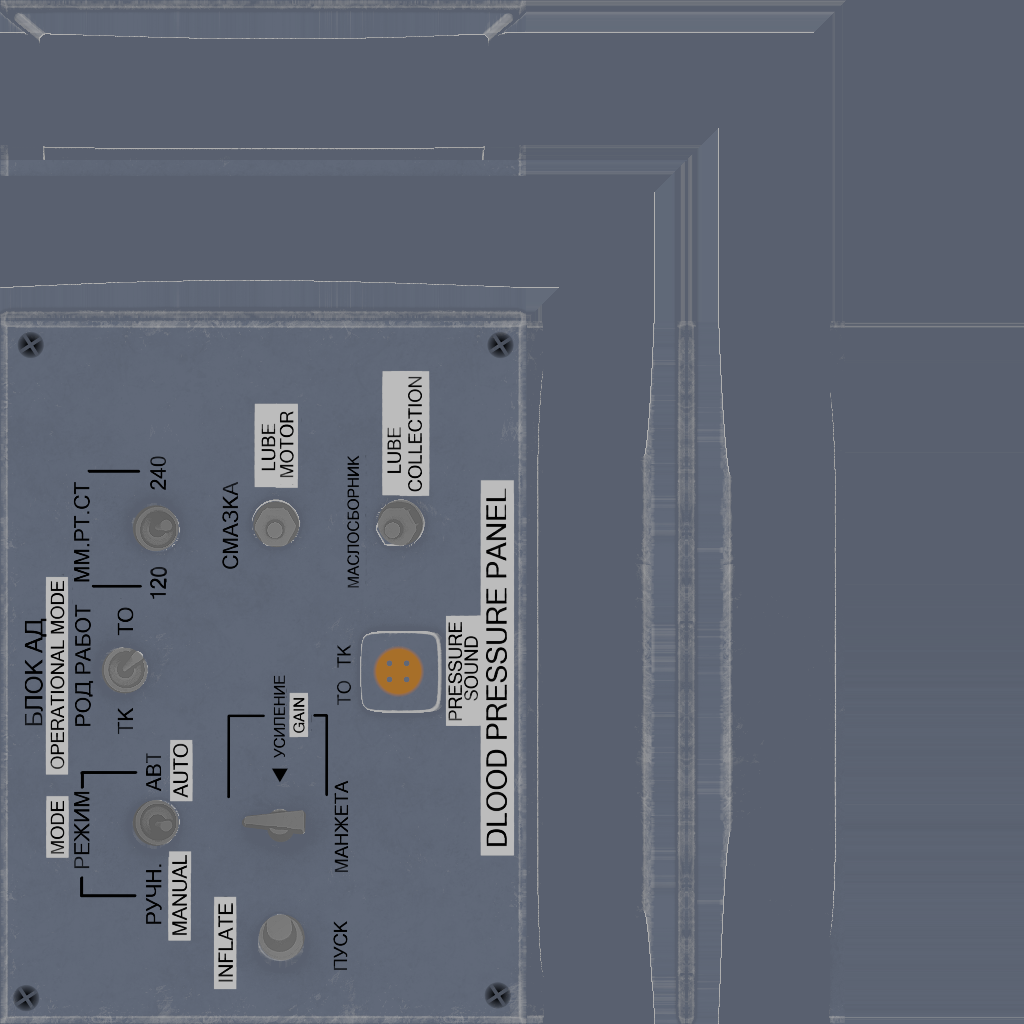 БЛОК АД
MODE
OPERATIONAL MODE
РЕЖИМ
РОД РАБОТ
ММ.РТ.СТ
РУЧН.
АВТ
ТК
ТО
120
240
MANUAL
AUTO
INFLATE
СМАЗКА
LUBE
MOTOR
УСИЛЕНИЕ
GAIN
ПУСК
МАНЖЕТА
ТО ТК
МАСЛОСБОРНИК
LUBE
COLLECTION
PRESSURE
SOUND
DLOOD PRESSURE PANEL